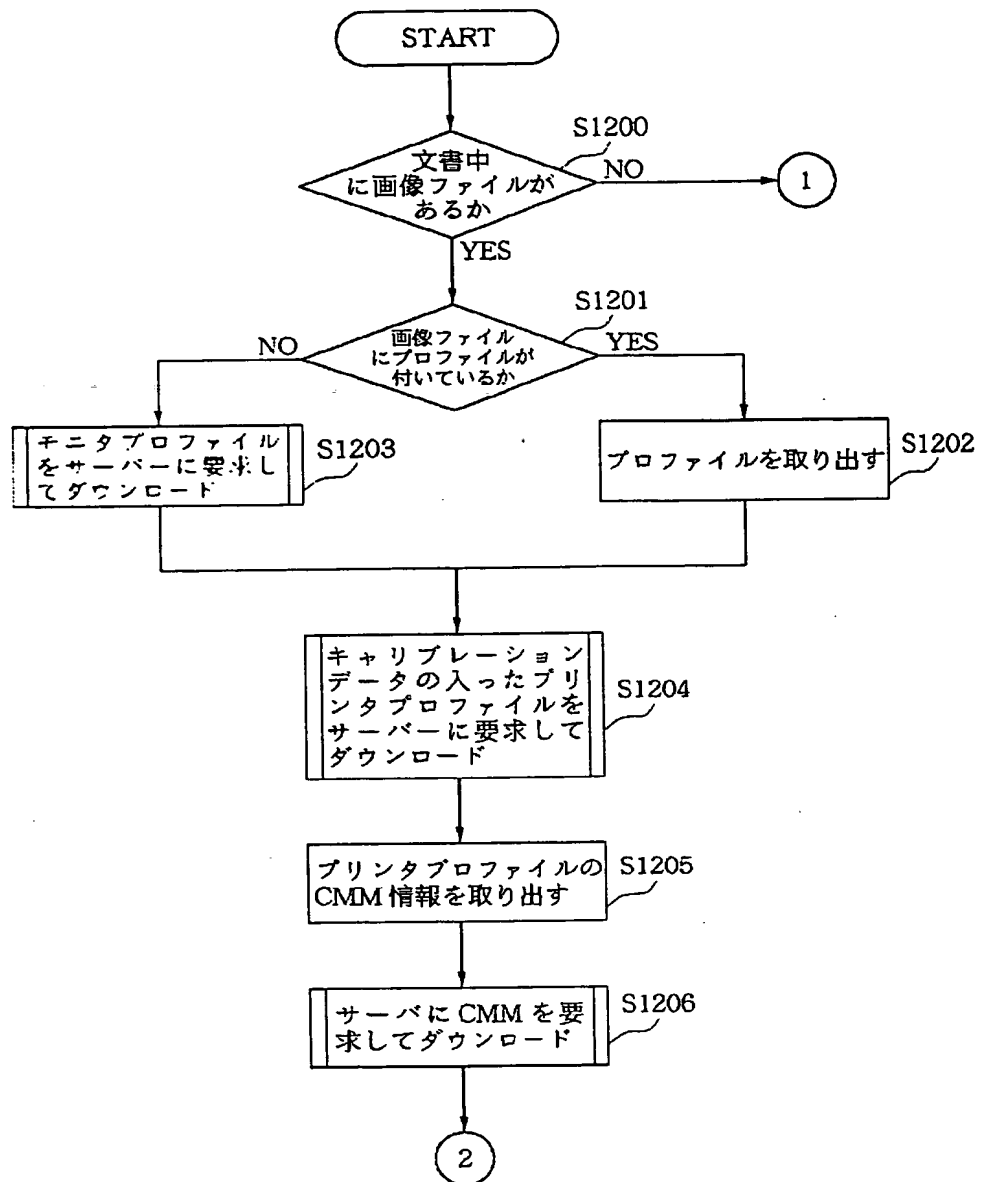 START
S1200
文書中
に画像ファイルが
あるか
NO
1
YES
S1201
画像ファイル
にプロファイルが
付いているか
NO
YES
モニタプロファイル
をサーバーに要求し
てダウンロード
S1203
プロファイルを取り出す
S1202
キャリブレーション
データの入ったプリ
ンタプロファイルを
サーバーに要求して
ダウンロード
S1204
プリンタプロファイルの
CMM 情報を取り出す
S1205
サーバに CMM を要
求してダウンロード
S1206
2